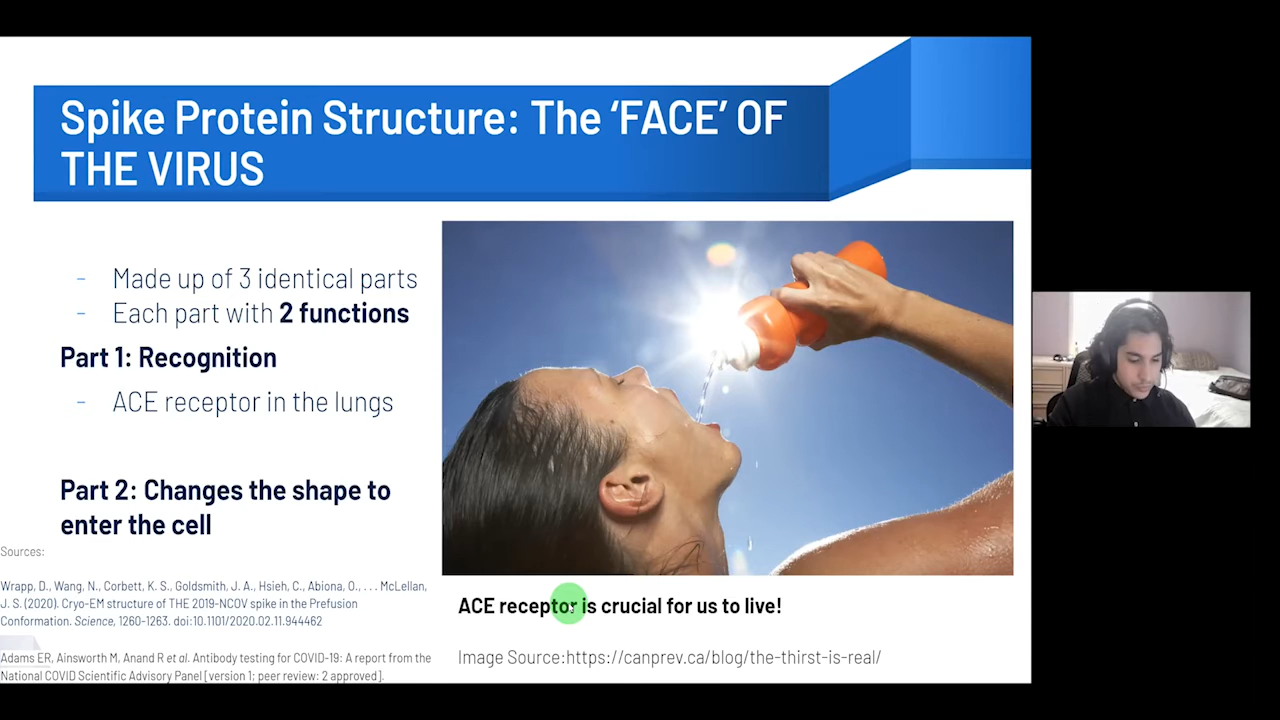 Spike Protein Structure: The ‘FACE’ OF
THE VIRUS
- Made up of 3 identical parts
- Each part with 2 functions
Part 1: Recognition
- ACE receptor in the lungs
Part 2: Changes the shape to
enter the cell
Sources:
Wrapp, D., Wang, N., Corbett, K. S., Goldsmith, J. A., Hsieh, C., Abiona, O., . . . McLellan,
J. S. (2020). Cryo-EM structure of THE 2019-NCOV spike in the Prefusion
Conformation. Science, 1260-1263. doi:10.1101/2020.02.11.944462
Adams ER, Ainsworth M, Anand R et al. Antibody testing for COVID-19: A report from the
National COVID Scientific Advisory Panel [version 1; peer review: 2 approved].
ACE receptor is crucial for us to live!
Image Source:https://canprev.ca/blog/the-thirst-is-real/